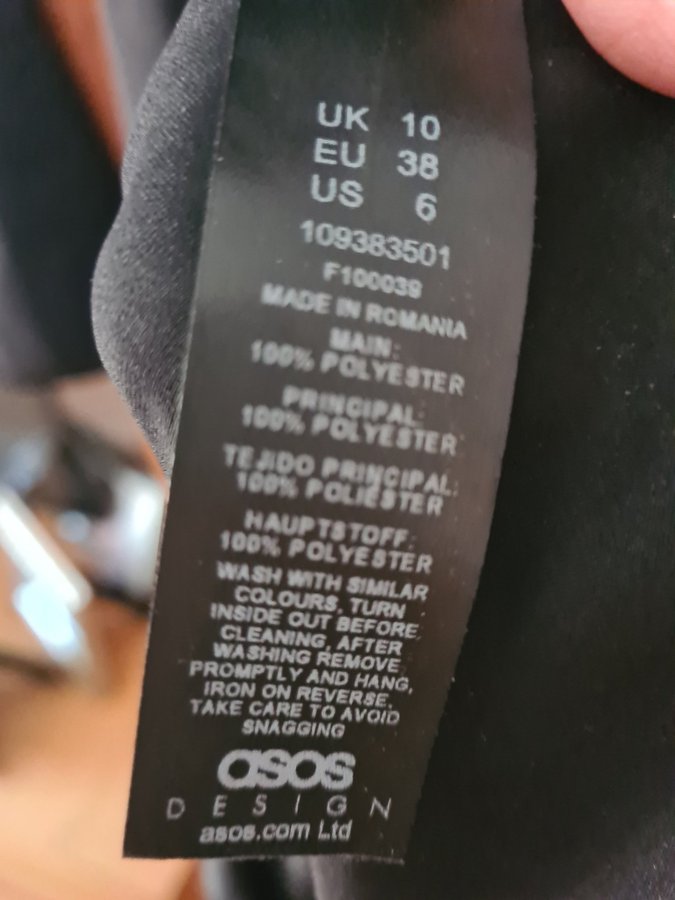 UK 10
EU 38
US 6
109383501
F100039
MADE IN ROMANIA
MAIN:
100% POLYESTER
PRINCIPAL:
100% POLYESTER
TEJIDO PRINCIPAL:
100% POLIÉSTER
HAUPTSTOFF:
100% POLYESTER
WASH WITH SIMILAR
COLOURS, TURN
INSIDE OUT BEFORE
CLEANING, AFTER
WASHING REMOVE
PROMPTLY AND HANG,
IRON ON REVERSE.
TAKE CARE TO AVOID
SNAGGING
asos
DESIGN
asos.com Ltd